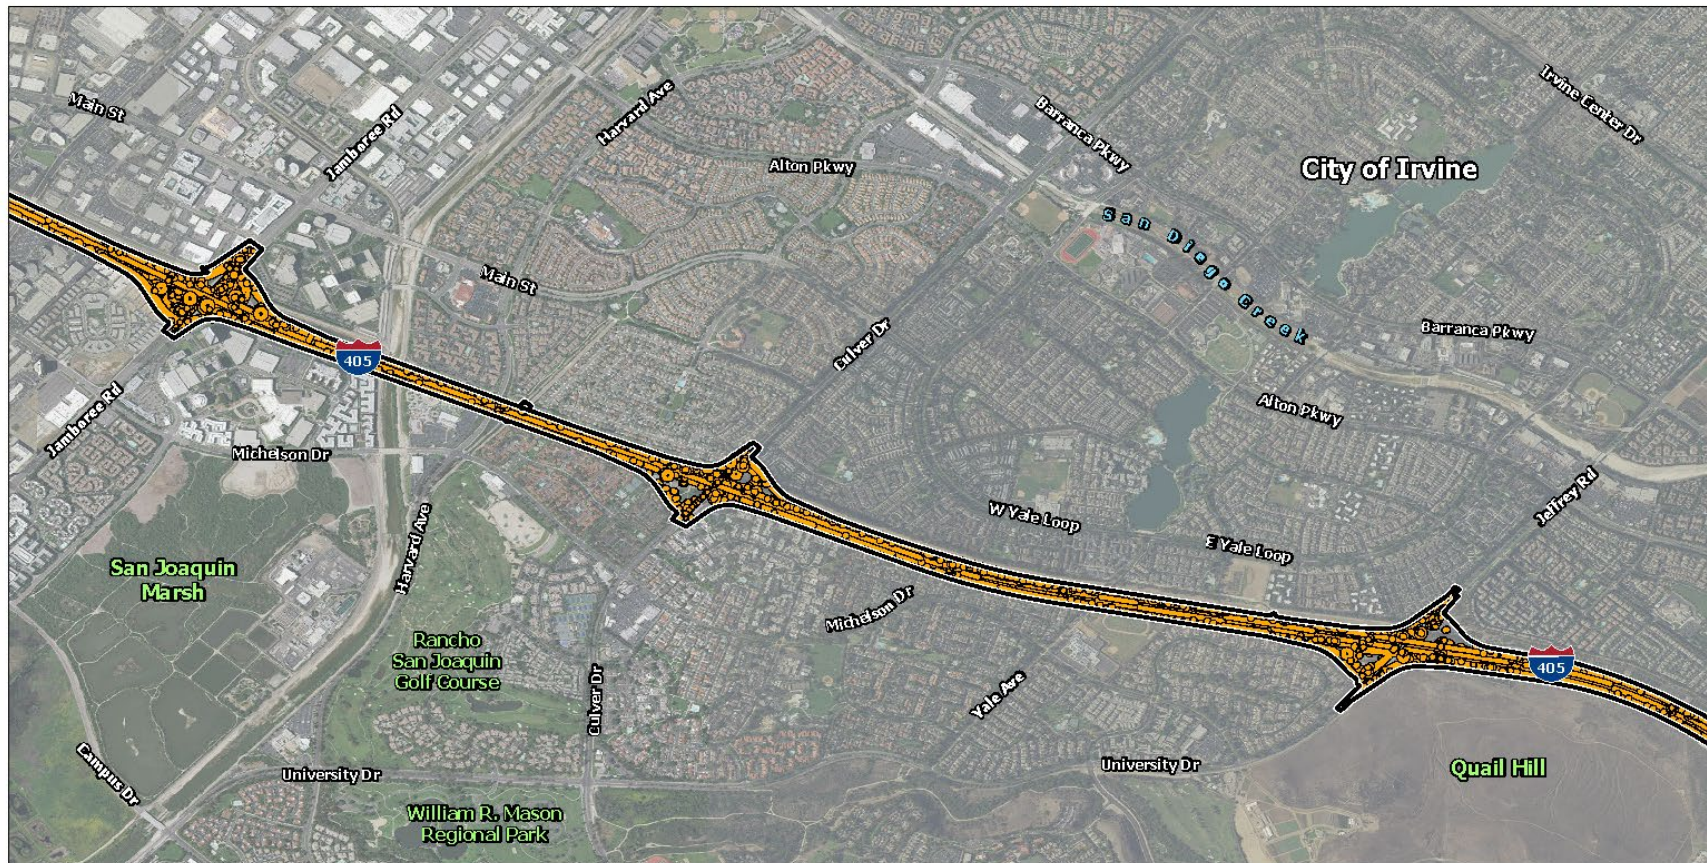 Irvine Center Dr
Main St
Jamboree Rd
Harvard Ave
Barranca Pkwy
Alton Pkwy
City of Irvine
San Diego Creek
Main St
Barranca Pkwy
Culver Dr
405
Jamboree Rd
Alton Pkwy
Michelson Dr
Jeffrey Rd
W Yale Loop
E Yale Loop
Harvard Ave
San Joaquin
Marsh
Michelson Dr
Rancho
San Joaquin
Golf Course
405
Culver Dr
Yale Ave
Campus Dr
University Dr
University Dr
Quail Hill
William R. Mason
Regional Park